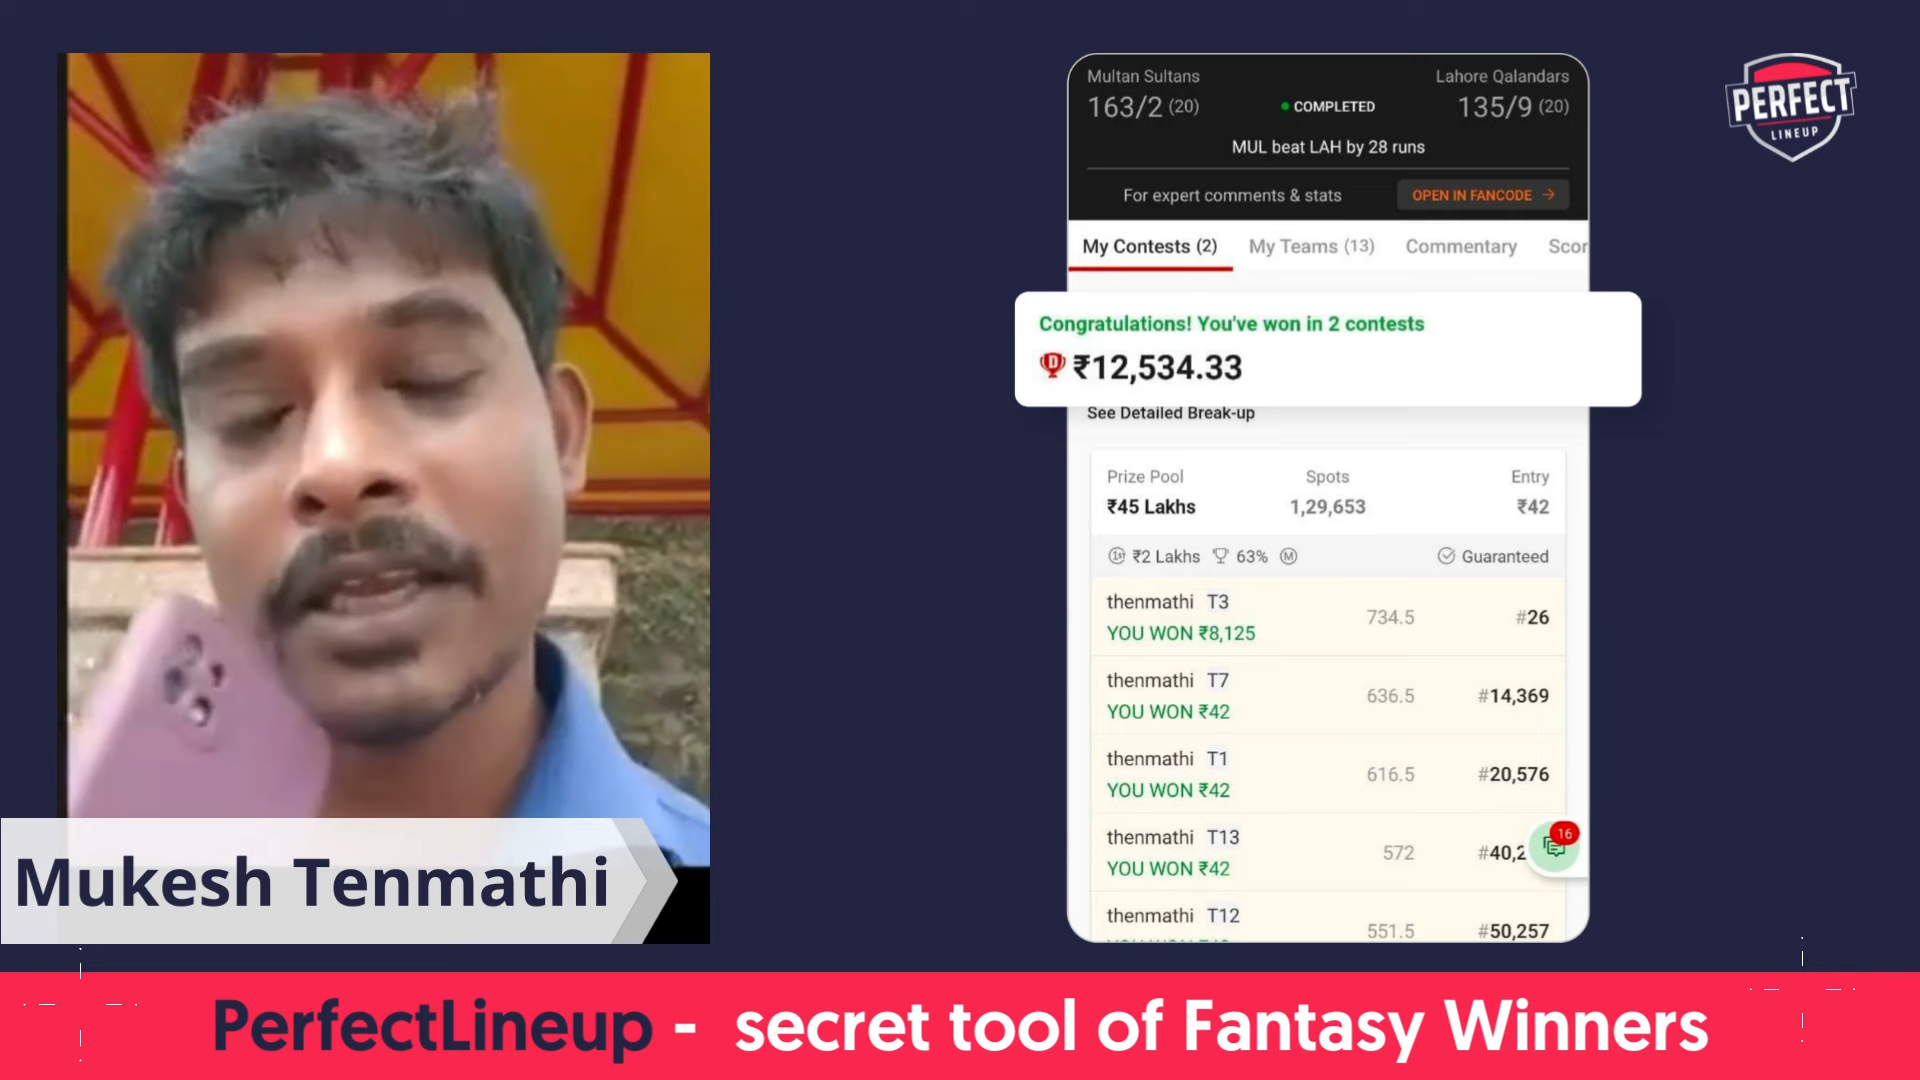 Mukesh Tenmathi
Multan Sultans
163/2 (20)
COMPLETED
Lahore Qalandars
135/9 (20)
MUL beat LAH by 28 runs
For expert comments & stats
OPEN IN FANCODE →
My Contests (2) My Teams (13) Commentary Scor
Congratulations! You've won in 2 contests
D ₹12,534.33
See Detailed Break-up
Prize Pool Spots Entry
₹45 Lakhs 1,29,653 ₹42
1st ₹2 Lakhs 63% M Guaranteed
thenmathi T3 734.5 #26
YOU WON ₹8,125
thenmathi T7 636.5 #14,369
YOU WON ₹42
thenmathi T1 616.5 #20,576
YOU WON ₹42
thenmathi T13 572 #40,2
YOU WON ₹42
16
thenmathi T12 551.5 #50,257
PERFECT
LINEUP
PerfectLineup - secret tool of Fantasy Winners